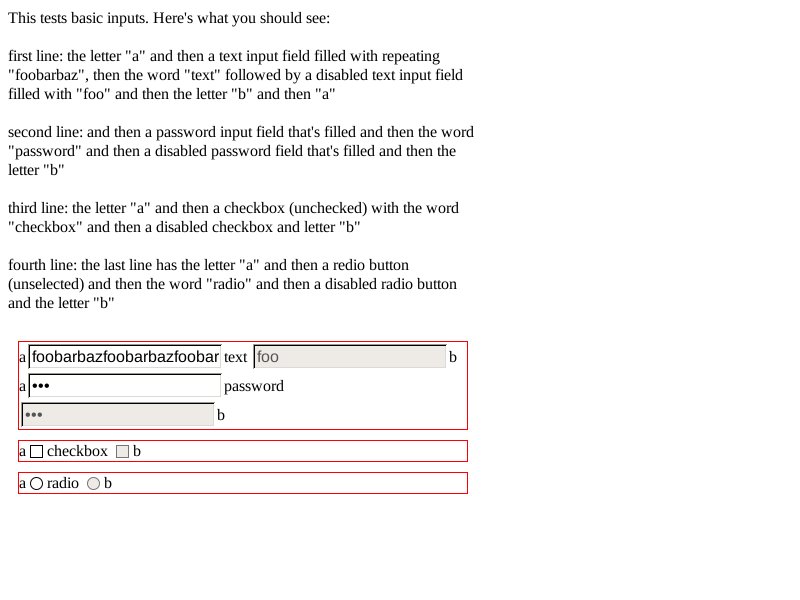 This tests basic inputs. Here's what you should see:
first line: the letter "a" and then a text input field filled with repeating
"foobarbaz", then the word "text" followed by a disabled text input field
filled with "foo" and then the letter "b" and then "a"
second line: and then a password input field that's filled and then the word
"password" and then a disabled password field that's filled and then the
letter "b"
third line: the letter "a" and then a checkbox (unchecked) with the word
"checkbox" and then a disabled checkbox and letter "b"
fourth line: the last line has the letter "a" and then a redio button
(unselected) and then the word "radio" and then a disabled radio button
and the letter "b"
a foobarbazfoobarbazfoobar text foo b
a ••• password
••• b
a checkbox b
a radio b